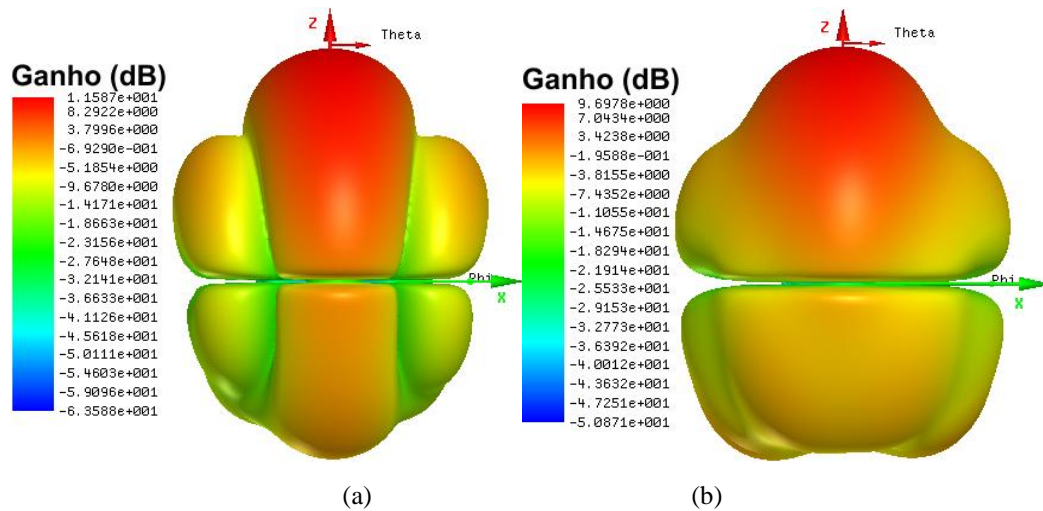 Z
Theta
Ganho (dB)
1.1587e+001
8.2922e+000
3.7996e+000
-6.9290e-001
-5.1854e+000
-9.6780e+000
-1.4171e+001
-1.8663e+001
-2.3156e+001
-2.7648e+001
-3.2141e+001
-3.6633e+001
-4.1126e+001
-4.5618e+001
-5.0111e+001
-5.4603e+001
-5.9096e+001
-6.3588e+001
Phi
X
(a)
Z
Theta
Ganho (dB)
9.6978e+000
7.0434e+000
3.4238e+000
-1.9588e-001
-3.8155e+000
-7.4352e+000
-1.1055e+001
-1.4675e+001
-1.8294e+001
-2.1914e+001
-2.5533e+001
-2.9153e+001
-3.2773e+001
-3.6392e+001
-4.0012e+001
-4.3632e+001
-4.7251e+001
-5.0871e+001
Phi
X
(b)